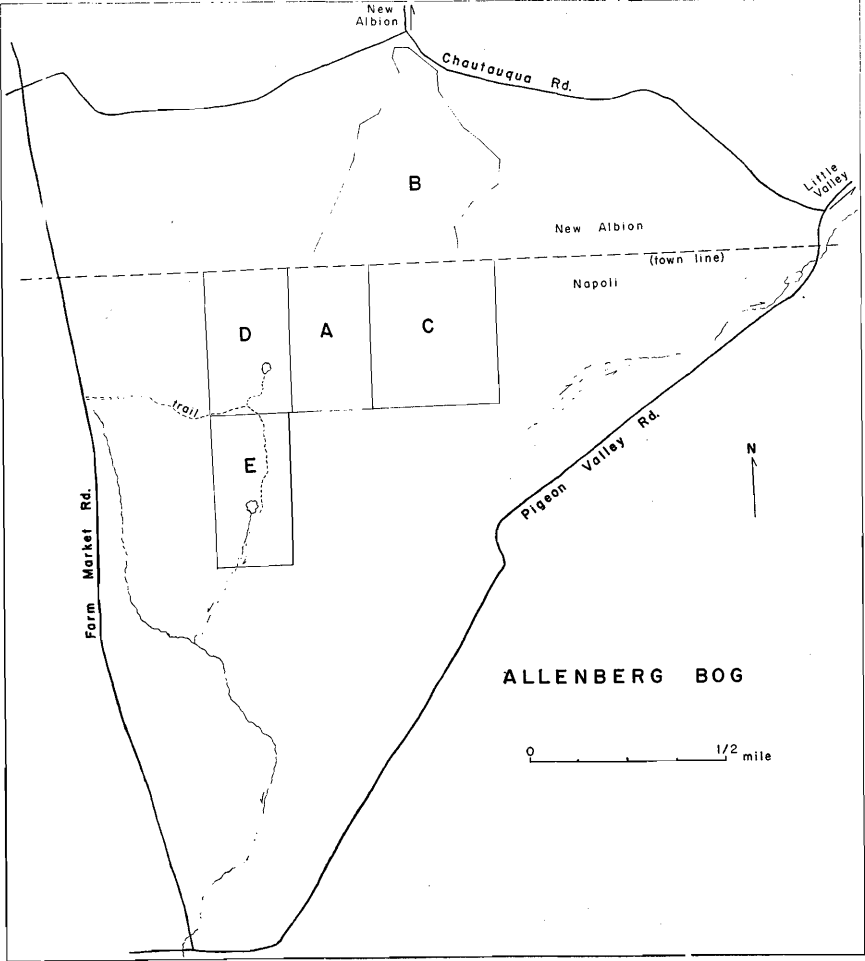 New
Albion
Chautauqua Rd.
B
Little
Valley
New Albion
(town line)
Napoli
D
A
C
trail
E
Pigeon Valley Rd.
N
Farm Market Rd.
ALLENBERG BOG
0 1/2 mile